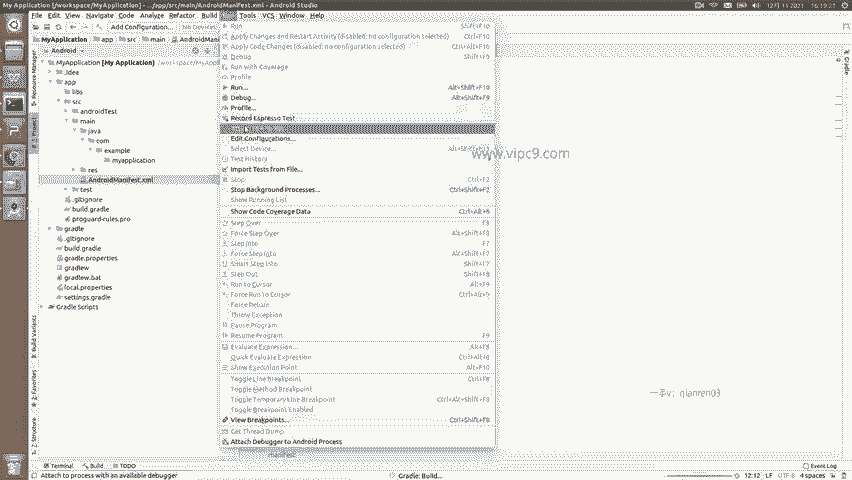 My Application [/workspace/MyApplication] - .../app/src/main/AndroidManifest.xml - Android Studio
16:19:21
File Edit View Navigate Code Analyze Refactor Build Tools VCS Window Help
Add Configuration... No Devices
MyApplication app src main AndroidMani
Android
MyApplication [My Application] /workspace/MyApp
.idea
app
libs
src
androidTest
main
java
com
example
myapplication
res
AndroidManifest.xml
test
.gitignore
build.gradle
proguard-rules.pro
gradle
.gitignore
build.gradle
gradle.properties
gradlew
gradlew.bat
local.properties
settings.gradle
Gradle Scripts
Run Shift+F10
Apply Changes and Restart Activity (disabled: no configuration selected) Ctrl+F10
Apply Code Changes (disabled: no configuration selected) Ctrl+Alt+F10
Debug Shift+F9
Run with Coverage
Profile
Run... Alt+Shift+F10
Debug... Alt+Shift+F9
Profile...
Record Espresso Test
Edit Configurations...
Select Device...
Test History
Import Tests from File...
Stop Ctrl+F2
Stop Background Processes... Ctrl+Shift+F2
Show Running List
Show Code Coverage Data Ctrl+Alt+6
Step Over F8
Force Step Over Alt+Shift+F8
Step Into F7
Force Step Into Alt+Shift+F7
Smart Step Into Shift+F7
Step Out Shift+F8
Run to Cursor Alt+F9
Force Run to Cursor Ctrl+Alt+F9
Force Return
Throw Exception
Pause Program
Resume Program F9
Evaluate Expression... Alt+F8
Quick Evaluate Expression Ctrl+Alt+F8
Show Execution Point Alt+F10
Toggle Line Breakpoint Ctrl+F8
Toggle Method Breakpoint
Toggle Temporary Line Breakpoint Ctrl+Alt+Shift+F8
Toggle Breakpoint Enabled
View Breakpoints... Ctrl+Shift+F8
Get Thread Dump
Attach Debugger to Android Process
www.vipc9.com
一手v：qianren03
Resource Manager
1: Project
Build Variants
2: Favorites
7: Structure
Gradle
manifest
Terminal Build TODO
Event Log
Attach to process with an available debugger
Gradle: Build...
12:12 LF UTF-8 4 spaces